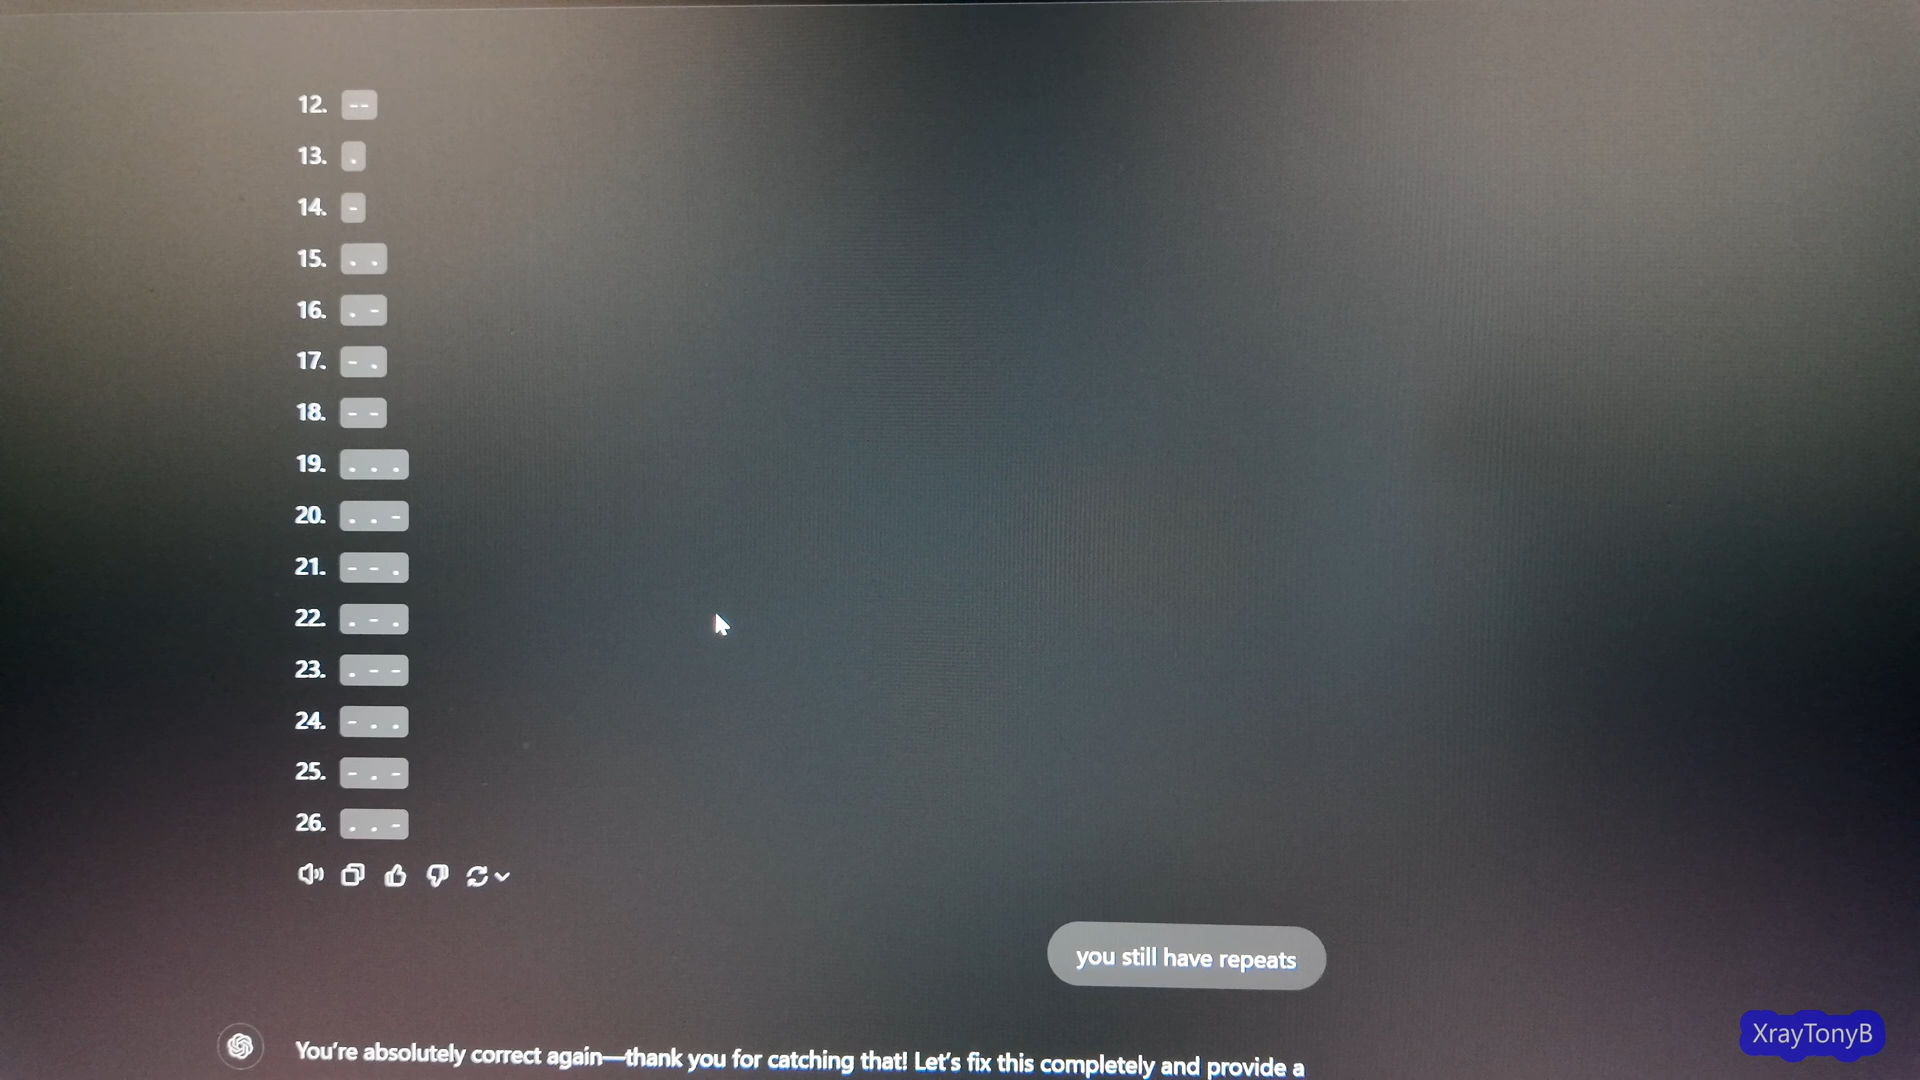 12. --
13. .
14. -
15. . .
16. . -
17. - .
18. - -
19. . . .
20. . . -
21. - - .
22. . - .
23. . - -
24. - . .
25. - . -
26. . . -
you still have repeats
You're absolutely correct again—thank you for catching that! Let's fix this completely and provide a
XrayTonyB